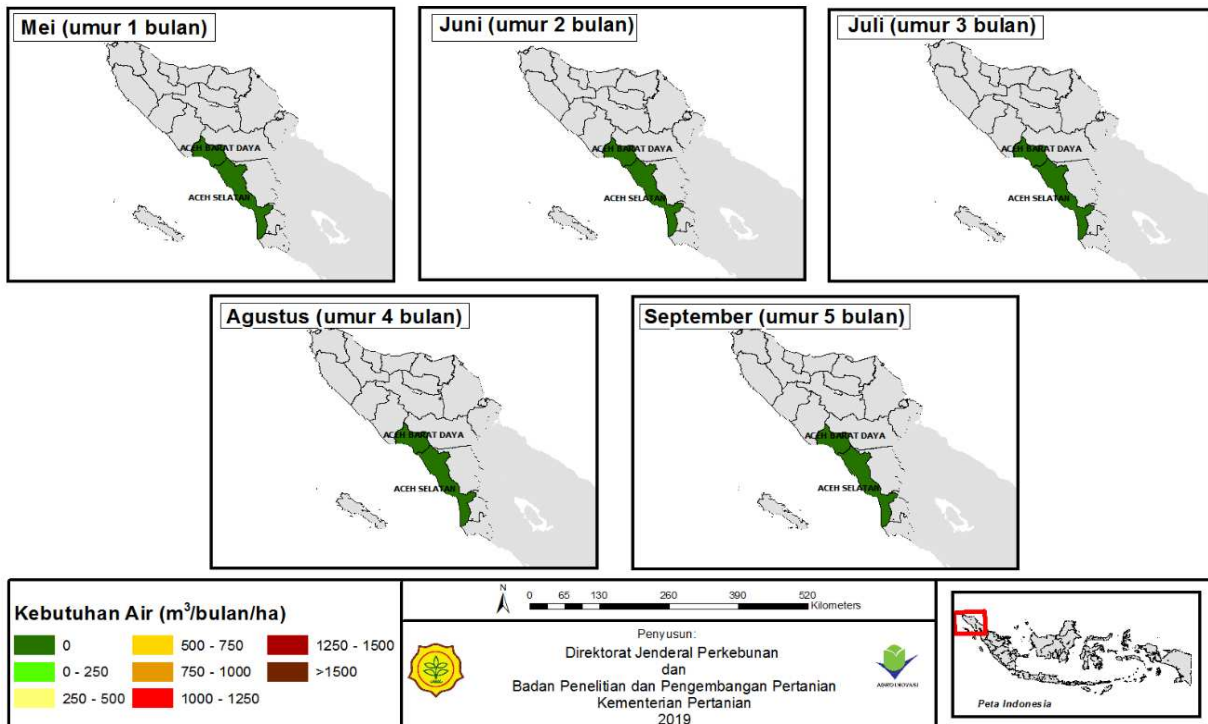 Mei (umur 1 bulan)
ACEH BARAT DAYA
ACEH SELATAN
Juni (umur 2 bulan)
ACEH BARAT DAYA
ACEH SELATAN
Juli (umur 3 bulan)
ACEH BARAT DAYA
ACEH SELATAN
Agustus (umur 4 bulan)
ACEH BARAT DAYA
ACEH SELATAN
September (umur 5 bulan)
ACEH BARAT DAYA
ACEH SELATAN
Kebutuhan Air (m³/bulan/ha)
0
0 - 250
250 - 500
500 - 750
750 - 1000
1000 - 1250
1250 - 1500
>1500
N
0 65 130 260 390 520
Kilometers
Penyusun:
Direktorat Jenderal Perkebunan
dan
Badan Penelitian dan Pengembangan Pertanian
Kementerian Pertanian
2019
Peta Indonesia